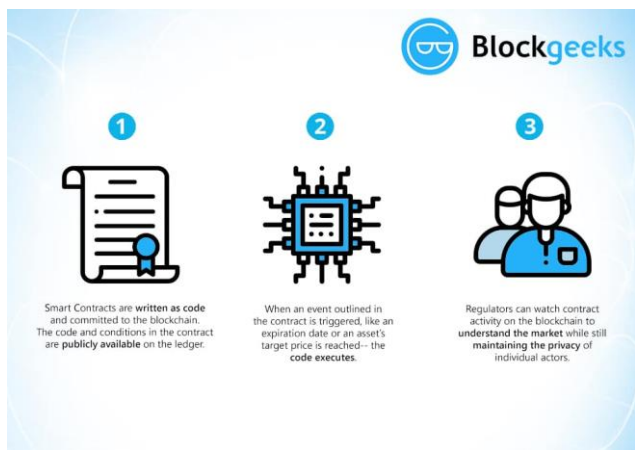 Blockgeeks
1
2
3
Smart Contracts are written as code
and committed to the blockchain.
The code and conditions in the contract
are publicly available on the ledger.
When an event outlined in
the contract is triggered, like an
expiration date or an asset's
target price is reached-- the
code executes.
Regulators can watch contract
activity on the blockchain to
understand the market while still
maintaining the privacy of
individual actors.